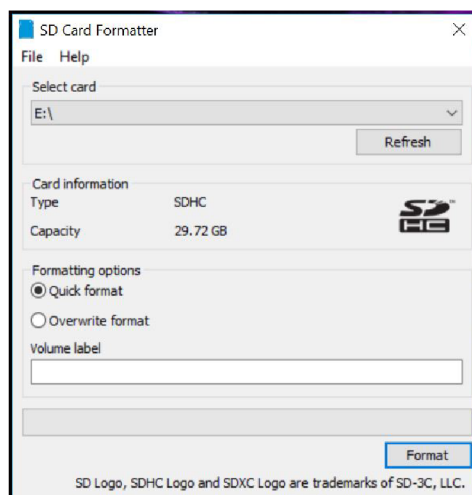 SD Card Formatter
File Help
Select card
E:\
Refresh
Card information
Type SDHC
SD™
HC
Capacity 29.72 GB
Formatting options
Quick format
Overwrite format
Volume label
Format
SD Logo, SDHC Logo and SDXC Logo are trademarks of SD-3C, LLC.